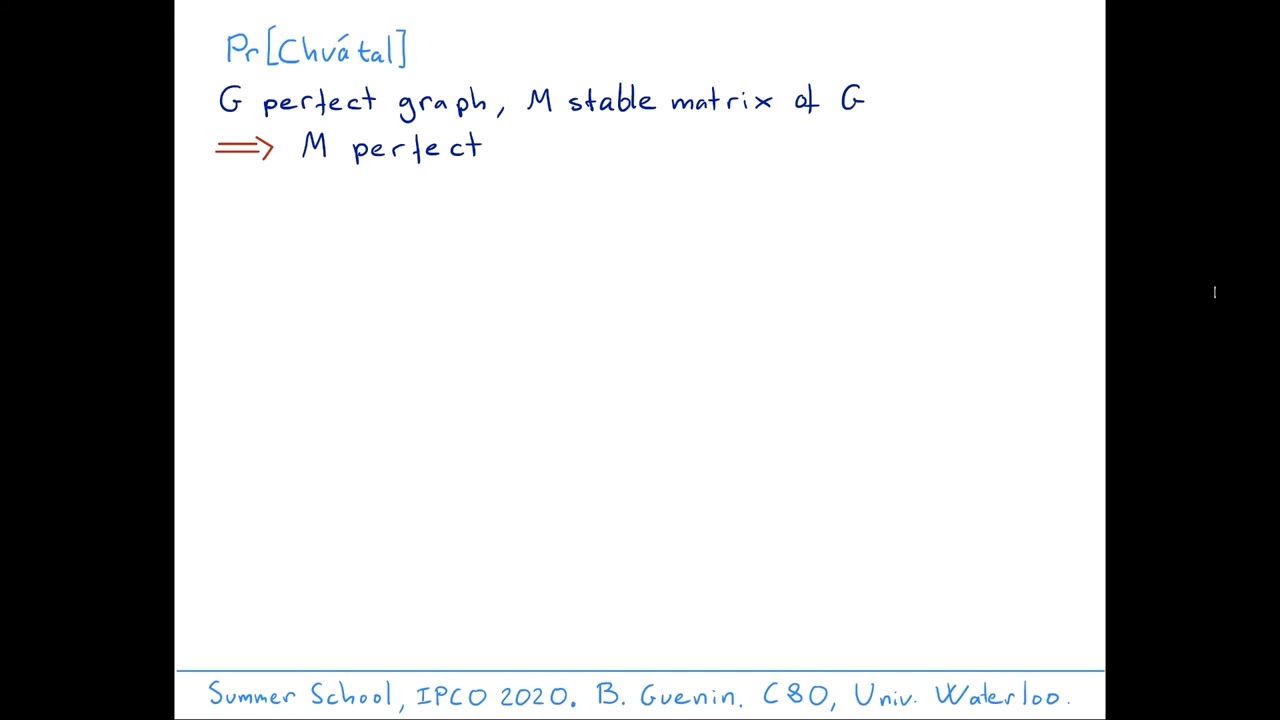 Pr[Chvátal]
G perfect graph, M stable matrix of G
⟹ M perfect
Summer School, IPCO 2020. B. Guenin. C&O, Univ. Waterloo.